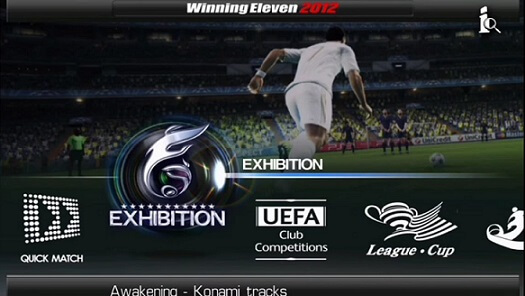 Winning Eleven 2012
EXHIBITION
EXHIBITION
QUICK MATCH
UEFA
Club
Competitions
League · Cup
Awakening - Konami tracks